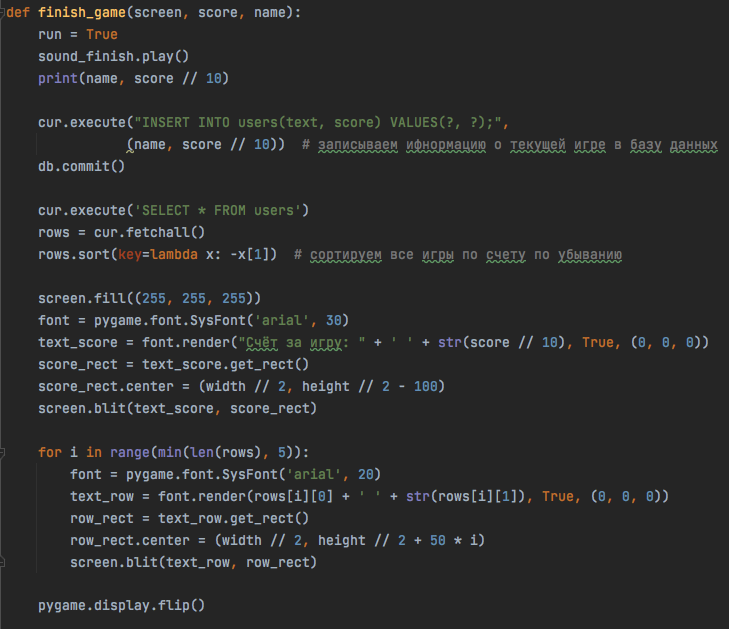 def finish_game(screen, score, name):
    run = True
    sound_finish.play()
    print(name, score // 10)

    cur.execute("INSERT INTO users(text, score) VALUES(?, ?);",
                (name, score // 10))  # записываем ифнормацию о текущей игре в базу данных
    db.commit()

    cur.execute('SELECT * FROM users')
    rows = cur.fetchall()
    rows.sort(key=lambda x: -x[1])  # сортируем все игры по счету по убыванию

    screen.fill((255, 255, 255))
    font = pygame.font.SysFont('arial', 30)
    text_score = font.render("Счёт за игру: " + ' ' + str(score // 10), True, (0, 0, 0))
    score_rect = text_score.get_rect()
    score_rect.center = (width // 2, height // 2 - 100)
    screen.blit(text_score, score_rect)

    for i in range(min(len(rows), 5)):
        font = pygame.font.SysFont('arial', 20)
        text_row = font.render(rows[i][0] + ' ' + str(rows[i][1]), True, (0, 0, 0))
        row_rect = text_row.get_rect()
        row_rect.center = (width // 2, height // 2 + 50 * i)
        screen.blit(text_row, row_rect)

    pygame.display.flip()